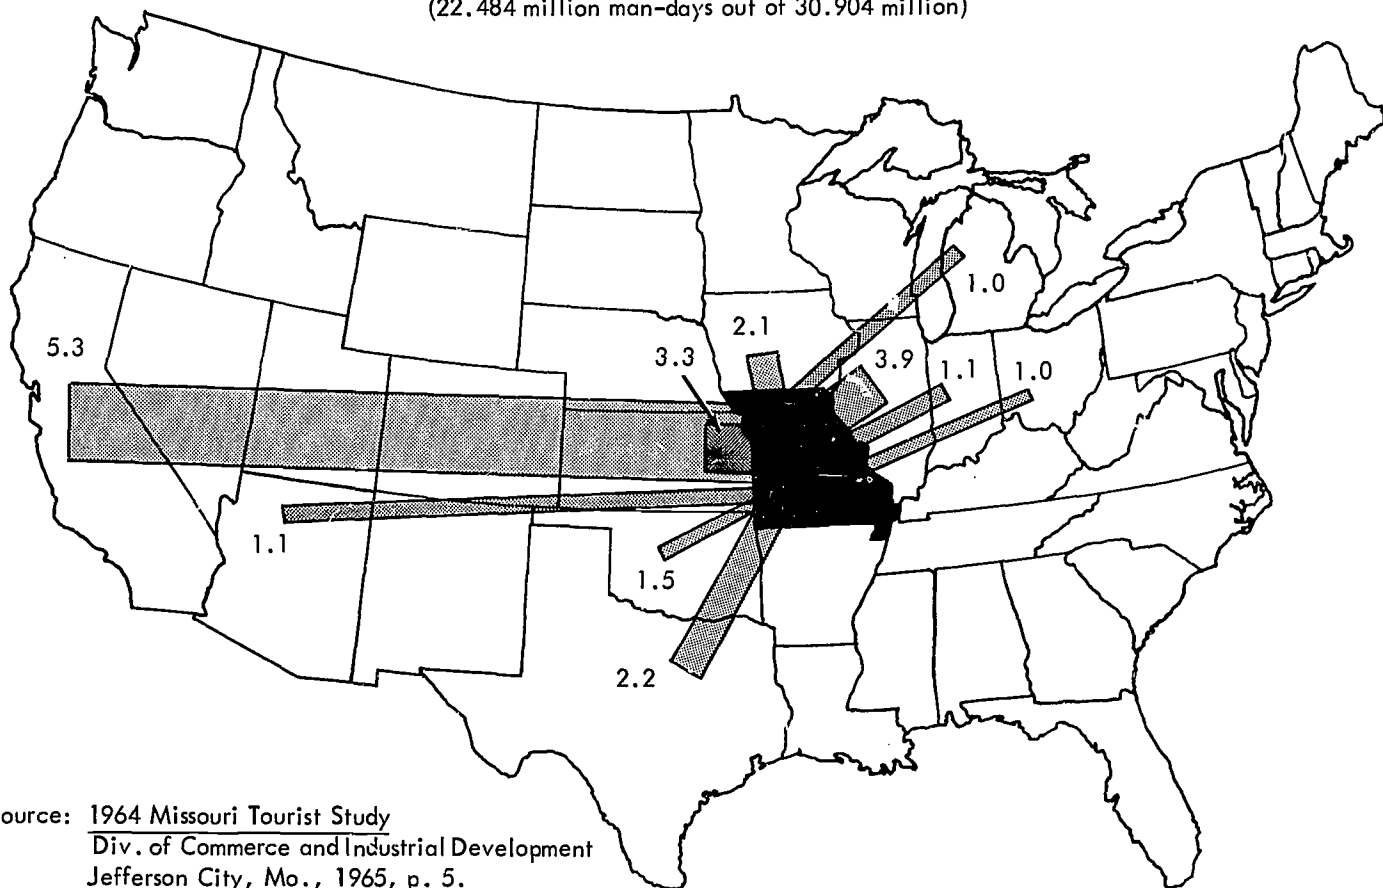 (22.484 million man-days out of 30.904 million)
1.0
2.1
5.3
3.3
3.9
1.1
1.0
1.1
1.5
2.2
ource: 1964 Missouri Tourist Study
Div. of Commerce and Industrial Development
Jefferson City, Mo., 1965, p. 5.